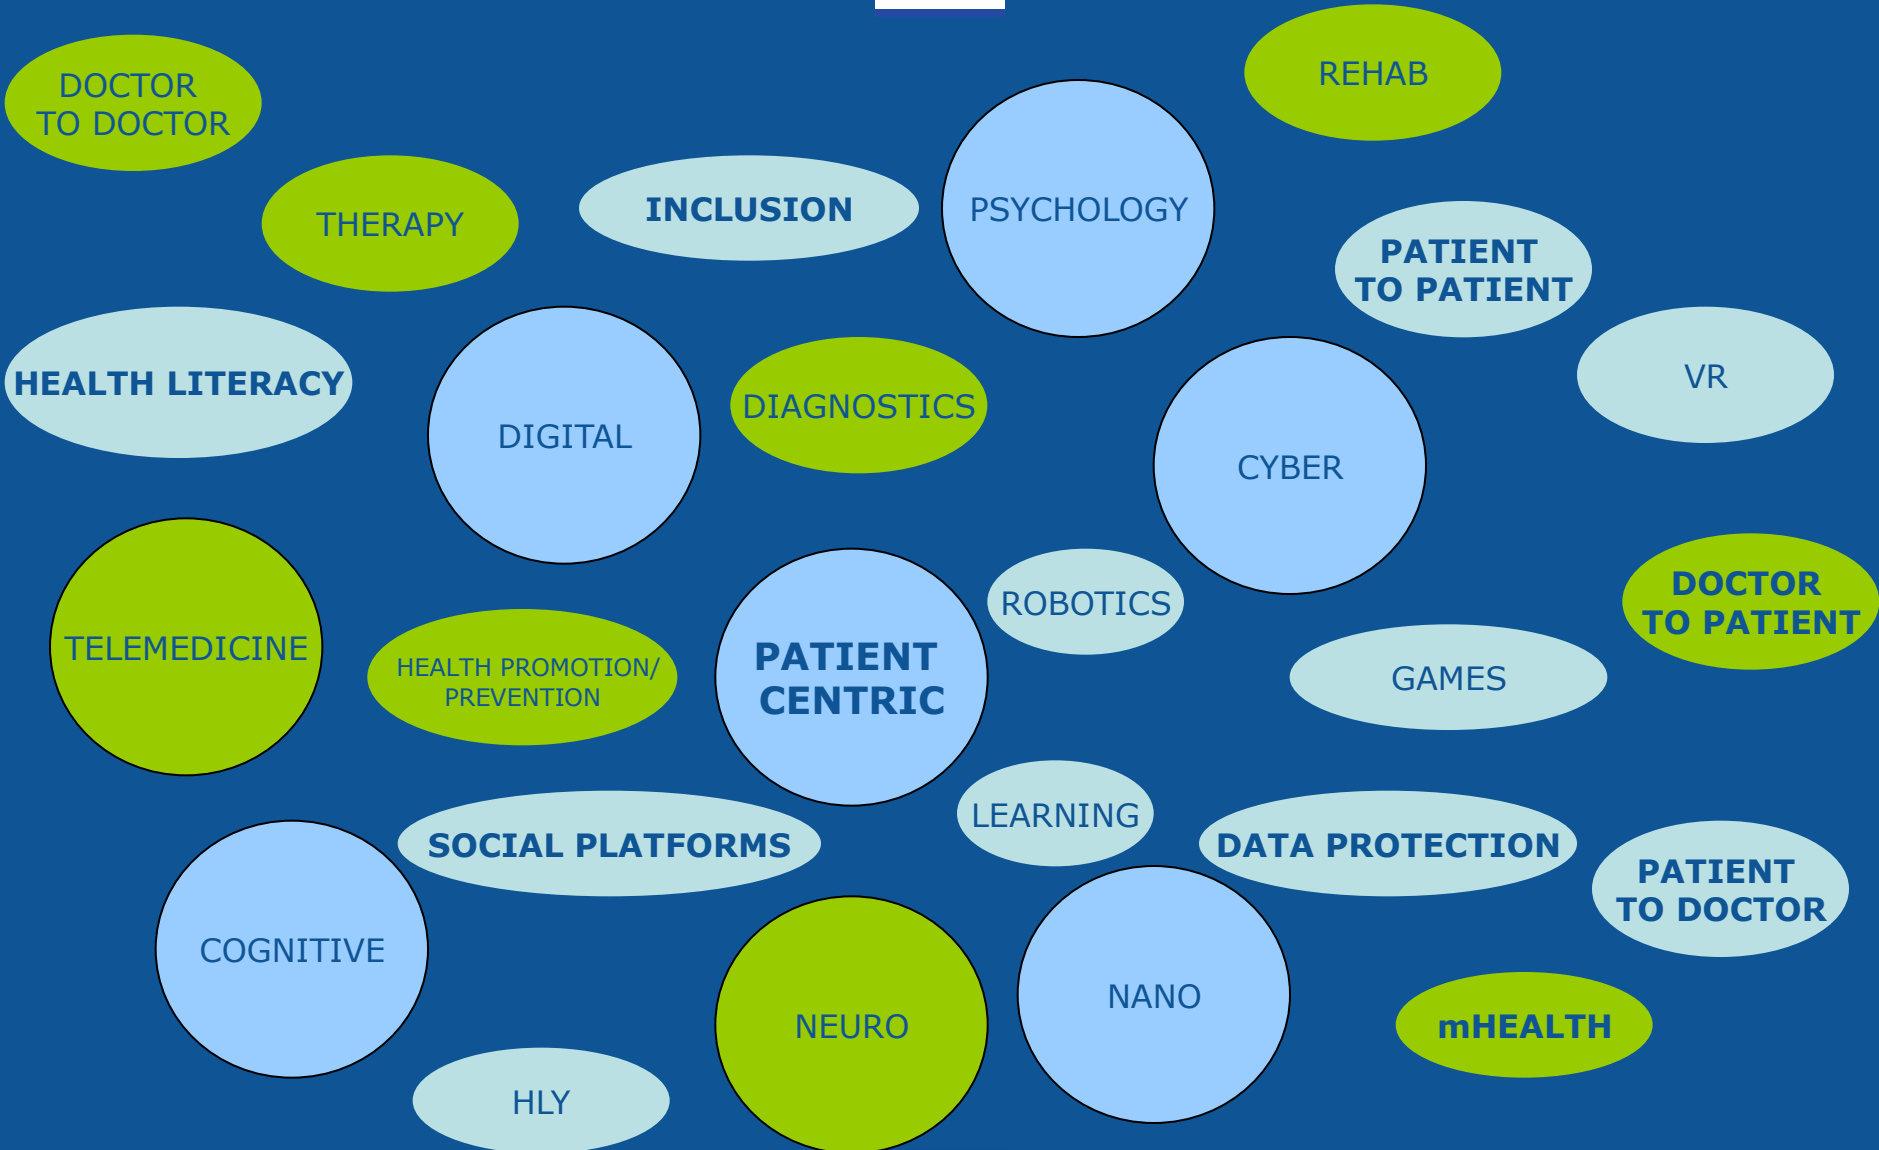 REHAB
DOCTOR
TO DOCTOR
THERAPY
INCLUSION
PSYCHOLOGY
PATIENT
TO PATIENT
HEALTH LITERACY
DIGITAL
DIAGNOSTICS
CYBER
VR
TELEMEDICINE
HEALTH PROMOTION/
PREVENTION
PATIENT
CENTRIC
ROBOTICS
GAMES
DOCTOR
TO PATIENT
SOCIAL PLATFORMS
LEARNING
DATA PROTECTION
PATIENT
TO DOCTOR
COGNITIVE
NEURO
NANO
mHEALTH
HLY